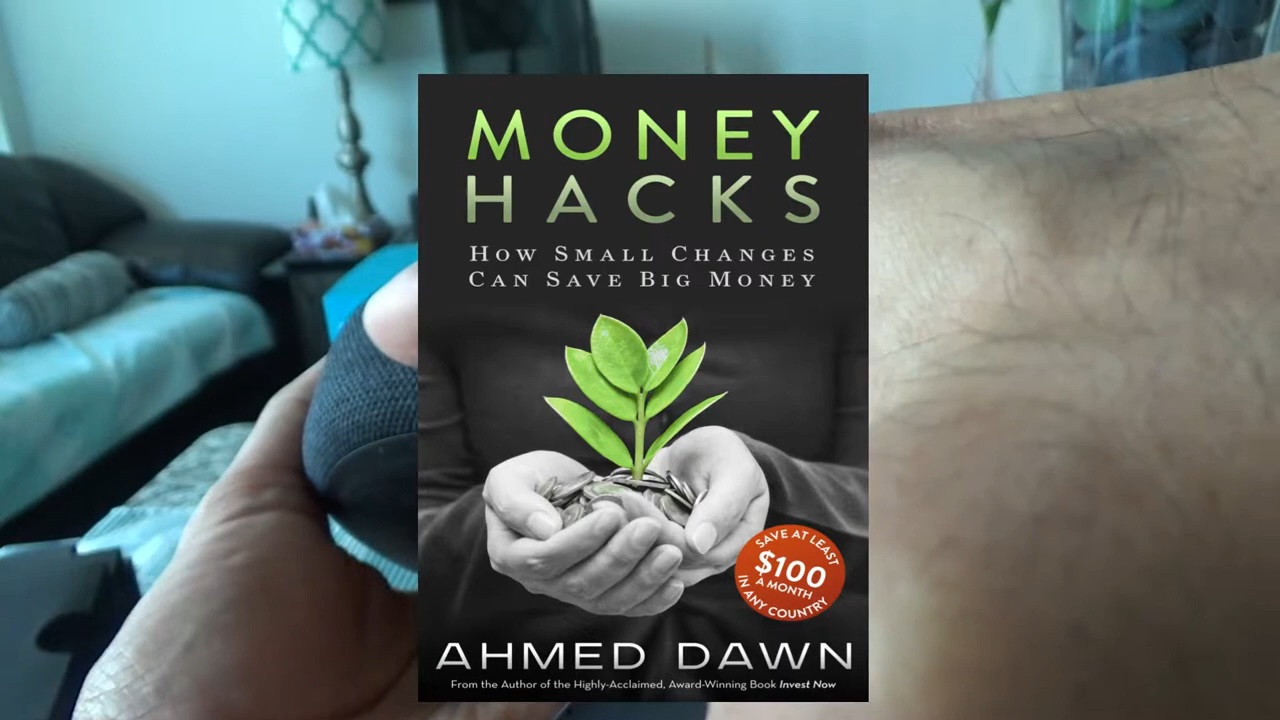 MONEY
HACKS
HOW SMALL CHANGES
CAN SAVE BIG MONEY
SAVE AT LEAST
$100
A MONTH
IN ANY COUNTRY
AHMED DAWN
From the Author of the Highly-Acclaimed, Award-Winning Book Invest Now